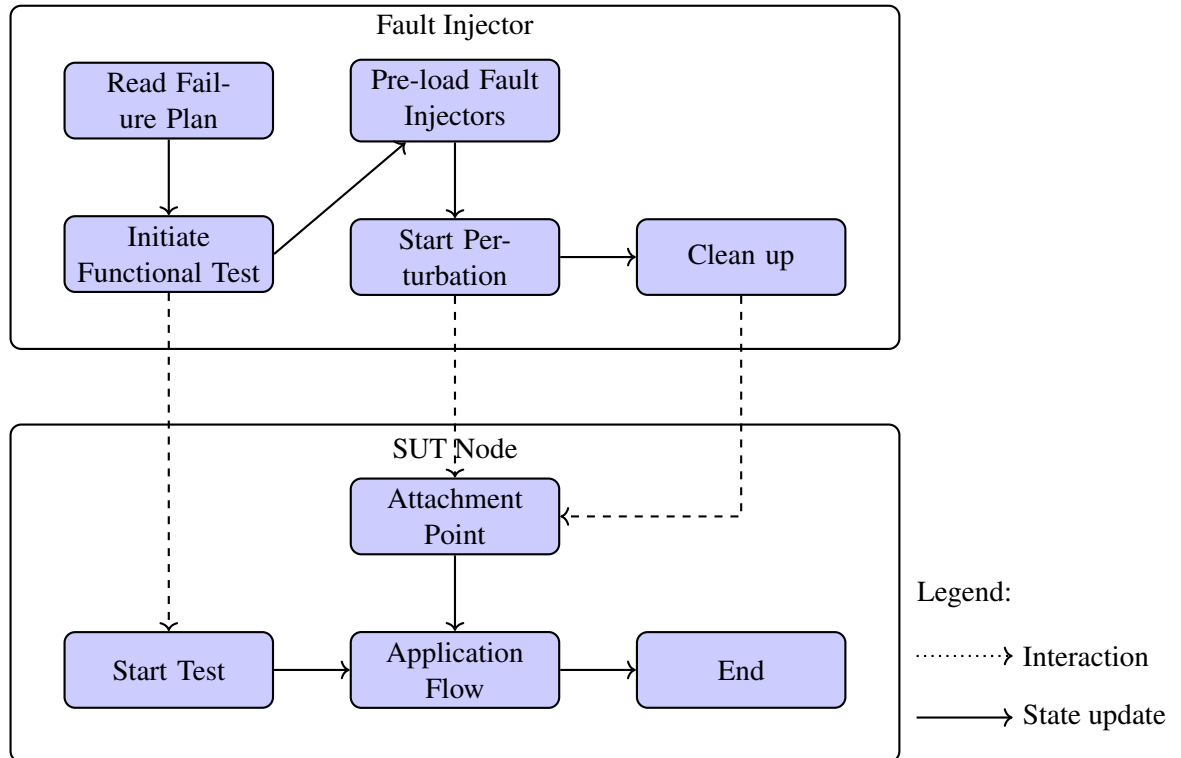 Fault Injector
Read Fail-
ure Plan
Pre-load Fault
Injectors
Initiate
Functional Test
Start Per-
turbation
Clean up
SUT Node
Attachment
Point
Start Test
Application
Flow
End
Legend:
Interaction
State update